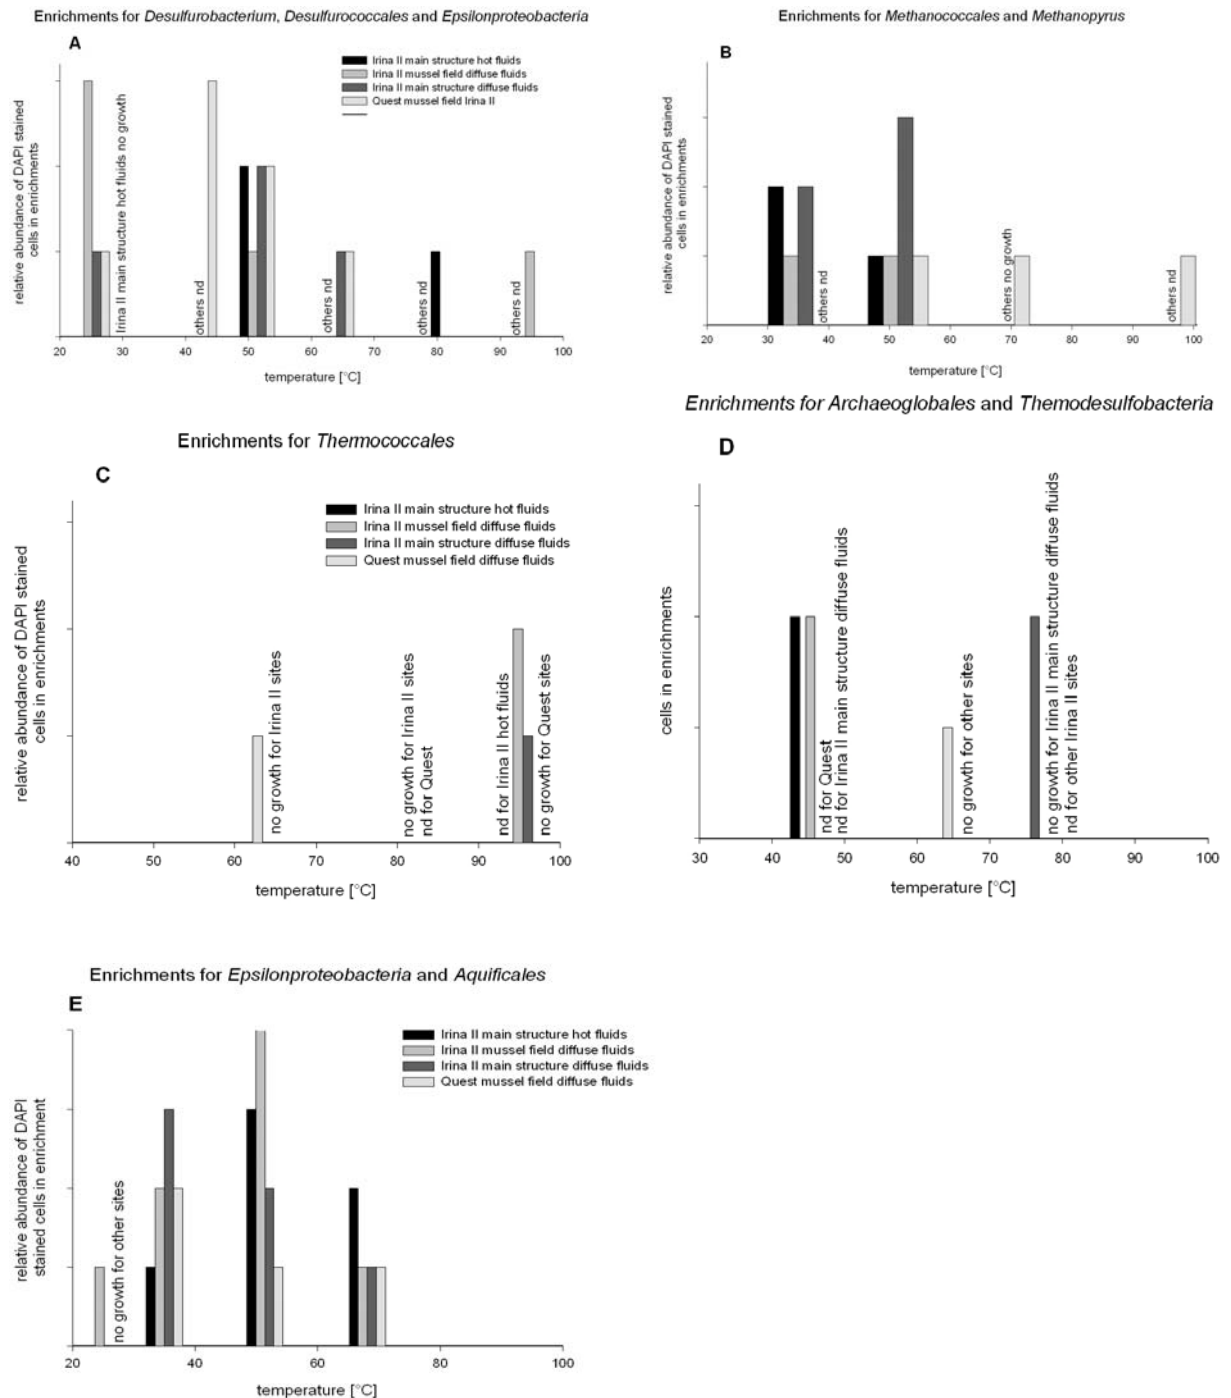 Enrichments for Desulfurobacterium, Desulfurococcales and Epsilonproteobacteria
A
Irina II main structure hot fluids
Irina II mussel field diffuse fluids
Irina II main structure diffuse fluids
Quest mussel field Irina II
relative abundance of DAPI stained
cells in enrichments
Irina II main structure hot fluids no growth
others nd
others nd
others nd
others nd
20 30 40 50 60 70 80 90 100
temperature [°C]
Enrichments for Methanococcales and Methanopyrus
B
relative abundance of DAPI stained
cells in enrichments
others nd
others no growth
others nd
20 30 40 50 60 70 80 90 100
temperature [°C]
Enrichments for Thermococcales
C
Irina II main structure hot fluids
Irina II mussel field diffuse fluids
Irina II main structure diffuse fluids
Quest mussel field diffuse fluids
relative abundance of DAPI stained
cells in enrichments
no growth for Irina II sites
no growth for Irina II sites
nd for Quest
nd for Irina II hot fluids
no growth for Quest sites
40 50 60 70 80 90 100
temperature [°C]
Enrichments for Archaeoglobales and Themodesulfobacteria
D
cells in enrichments
nd for Quest
nd for Irina II main structure diffuse fluids
no growth for other sites
no growth for Irina II main structure diffuse fluids
nd for other Irina II sites
30 40 50 60 70 80 90 100
temperature [°C]
Enrichments for Epsilonproteobacteria and Aquificales
E
Irina II main structure hot fluids
Irina II mussel field diffuse fluids
Irina II main structure diffuse fluids
Quest mussel field diffuse fluids
relative abundance of DAPI
stained cells in enrichment
no growth for other sites
20 40 60 80 100
temperature [°C]